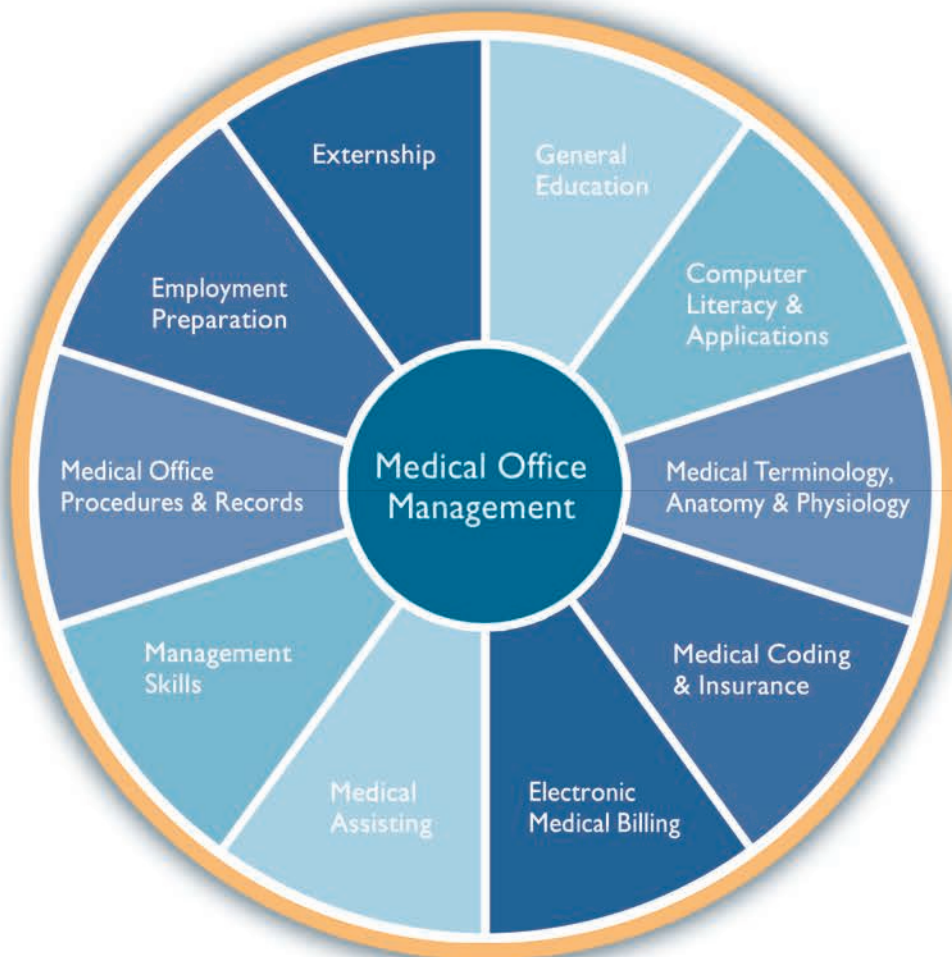 Externship
General
Education
Computer
Literacy &
Applications
Medical Terminology,
Anatomy & Physiology
Medical Coding
& Insurance
Electronic
Medical Billing
Medical
Assisting
Management
Skills
Medical Office
Procedures & Records
Employment
Preparation
Medical Office
Management